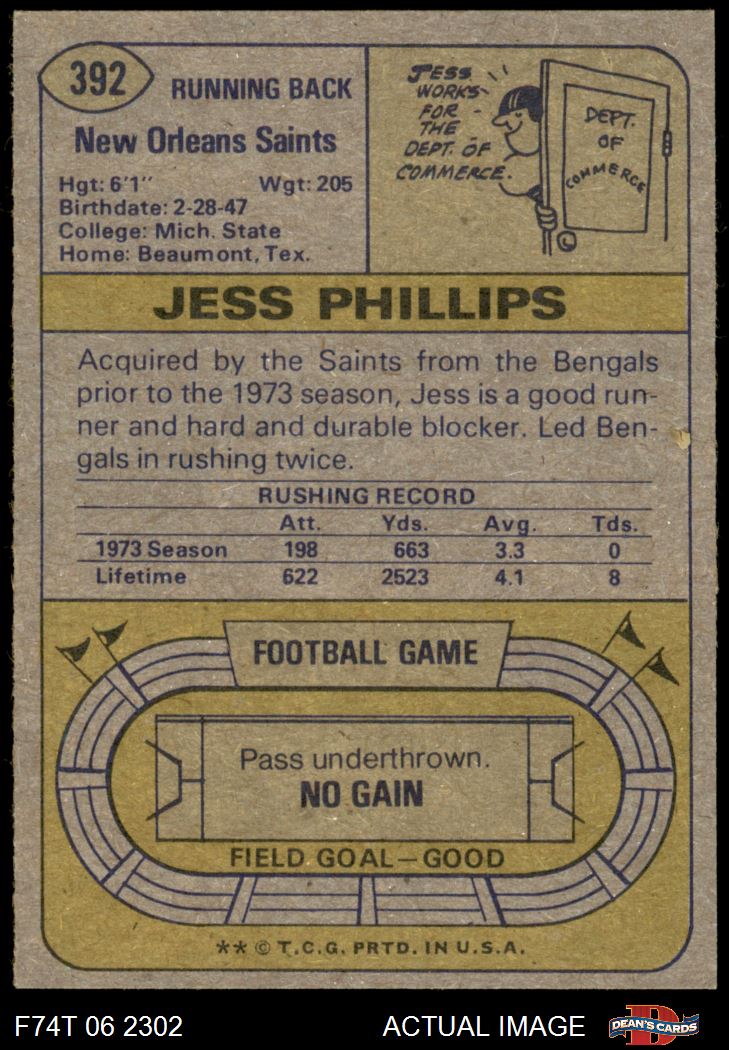 392
RUNNING BACK
New Orleans Saints
Hgt: 6'1" Wgt: 205
Birthdate: 2-28-47
College: Mich. State
Home: Beaumont, Tex.
JESS
WORKS
FOR
THE
DEPT. OF
COMMERCE.
DEPT.
OF
COMMERCE
JESS PHILLIPS
Acquired by the Saints from the Bengals
prior to the 1973 season, Jess is a good run-
ner and hard and durable blocker. Led Ben-
gals in rushing twice.
RUSHING RECORD
Att. Yds. Avg. Tds.
1973 Season 198 663 3.3 0
Lifetime 622 2523 4.1 8
FOOTBALL GAME
Pass underthrown.
NO GAIN
FIELD GOAL—GOOD
** © T.C.G. PRTD. IN U.S.A.
F74T 06 2302 ACTUAL IMAGE
DEAN'S CARDS